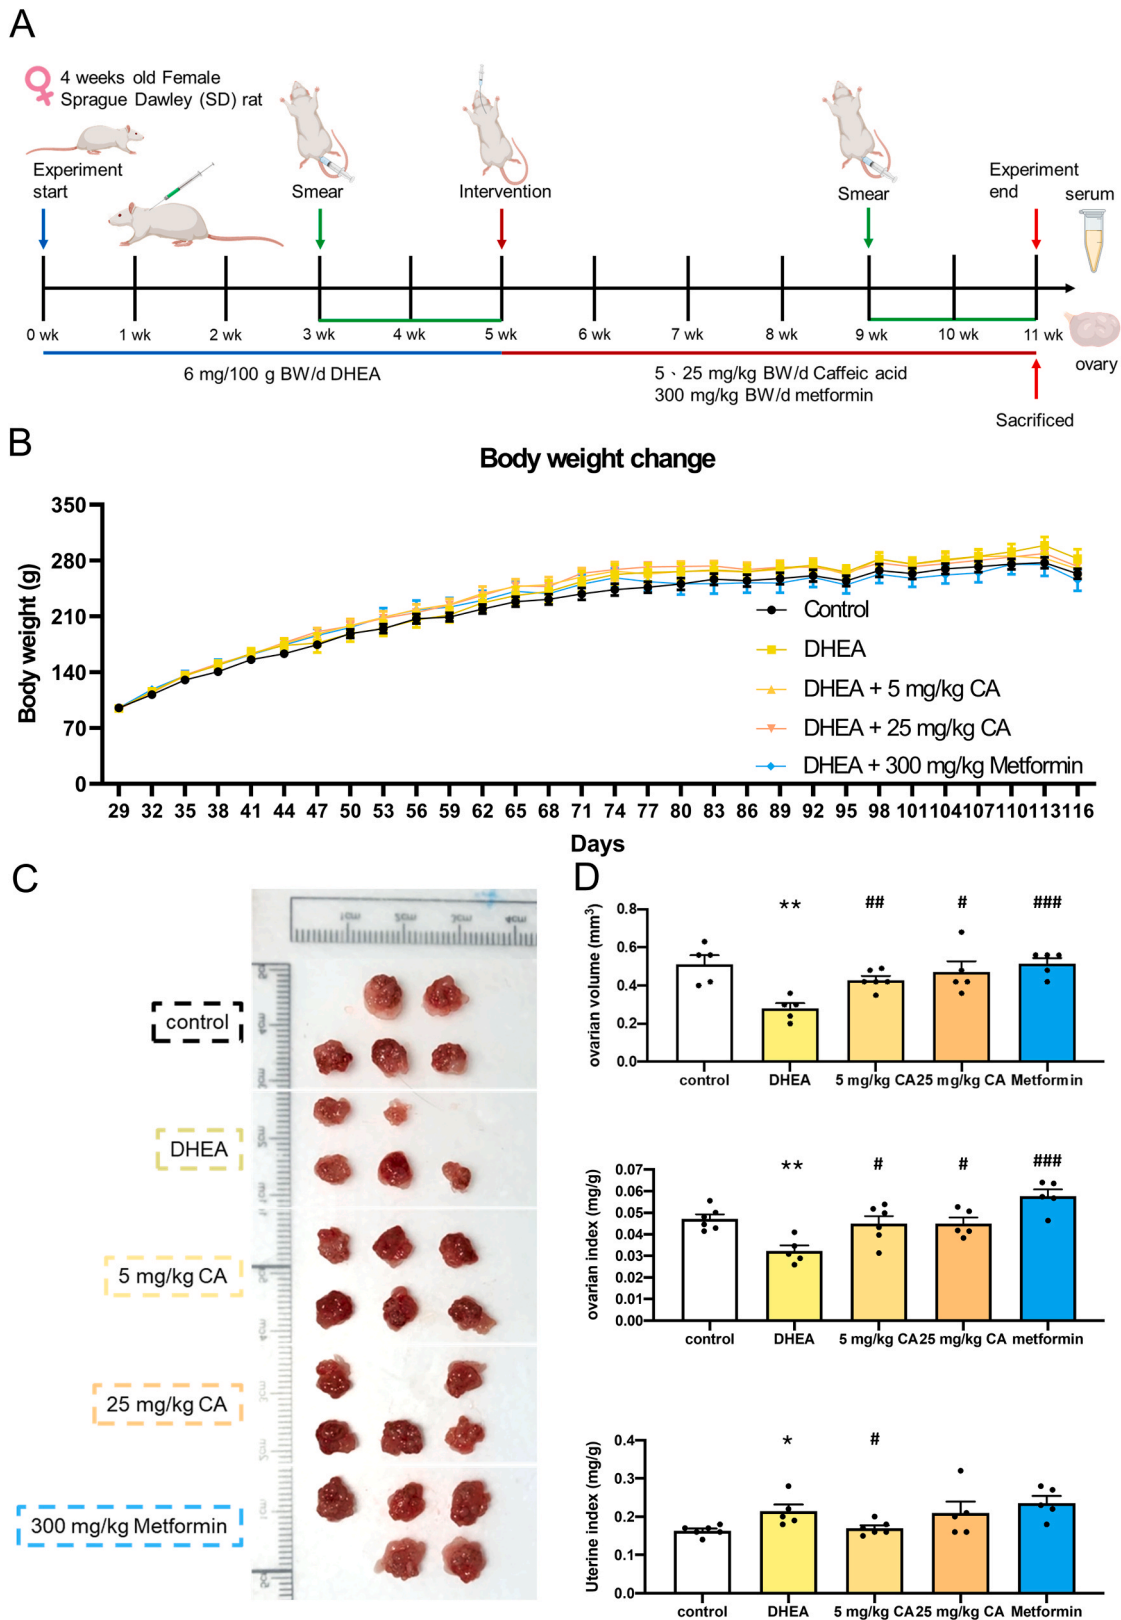 A
4 weeks old Female
Sprague Dawley (SD) rat
Experiment
start
Smear
Intervention
Smear
Experiment
end
serum
0 wk 1 wk 2 wk 3 wk 4 wk 5 wk 6 wk 7 wk 8 wk 9 wk 10 wk 11 wk
ovary
6 mg/100 g BW/d DHEA
5、25 mg/kg BW/d Caffeic acid
300 mg/kg BW/d metformin
Sacrificed
B
Body weight change
Body weight (g)
350
280
210
140
70
0
Control
DHEA
DHEA + 5 mg/kg CA
DHEA + 25 mg/kg CA
DHEA + 300 mg/kg Metformin
29 32 35 38 41 44 47 50 53 56 59 62 65 68 71 74 77 80 83 86 89 92 95 98 101 104 107 110 113 116
Days
C
1cm 2cm 3cm 4cm
control
DHEA
5 mg/kg CA
25 mg/kg CA
300 mg/kg Metformin
D
ovarian volume (mm³)
0.8
0.6
0.4
0.2
0.0
** ## # ###
control DHEA 5 mg/kg CA 25 mg/kg CA Metformin
ovarian index (mg/g)
0.07
0.06
0.05
0.04
0.03
0.02
0.01
0.00
** # # ###
control DHEA 5 mg/kg CA 25 mg/kg CA metformin
Uterine index (mg/g)
0.4
0.3
0.2
0.1
0.0
* #
control DHEA 5 mg/kg CA 25 mg/kg CA Metformin